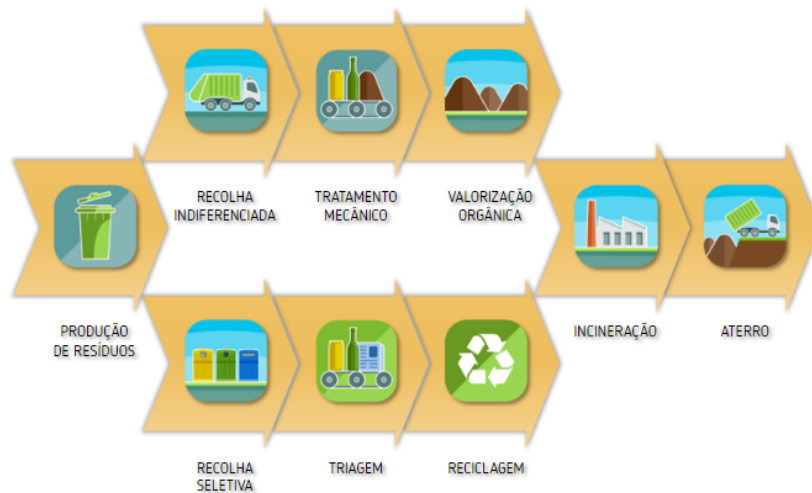 RECOLHA
INDIFERENCIADA
TRATAMENTO
MECÂNICO
VALORIZAÇÃO
ORGÂNICA
PRODUÇÃO
DE RESÍDUOS
INCINERAÇÃO
ATERRO
RECOLHA
SELETIVA
TRIAGEM
RECICLAGEM